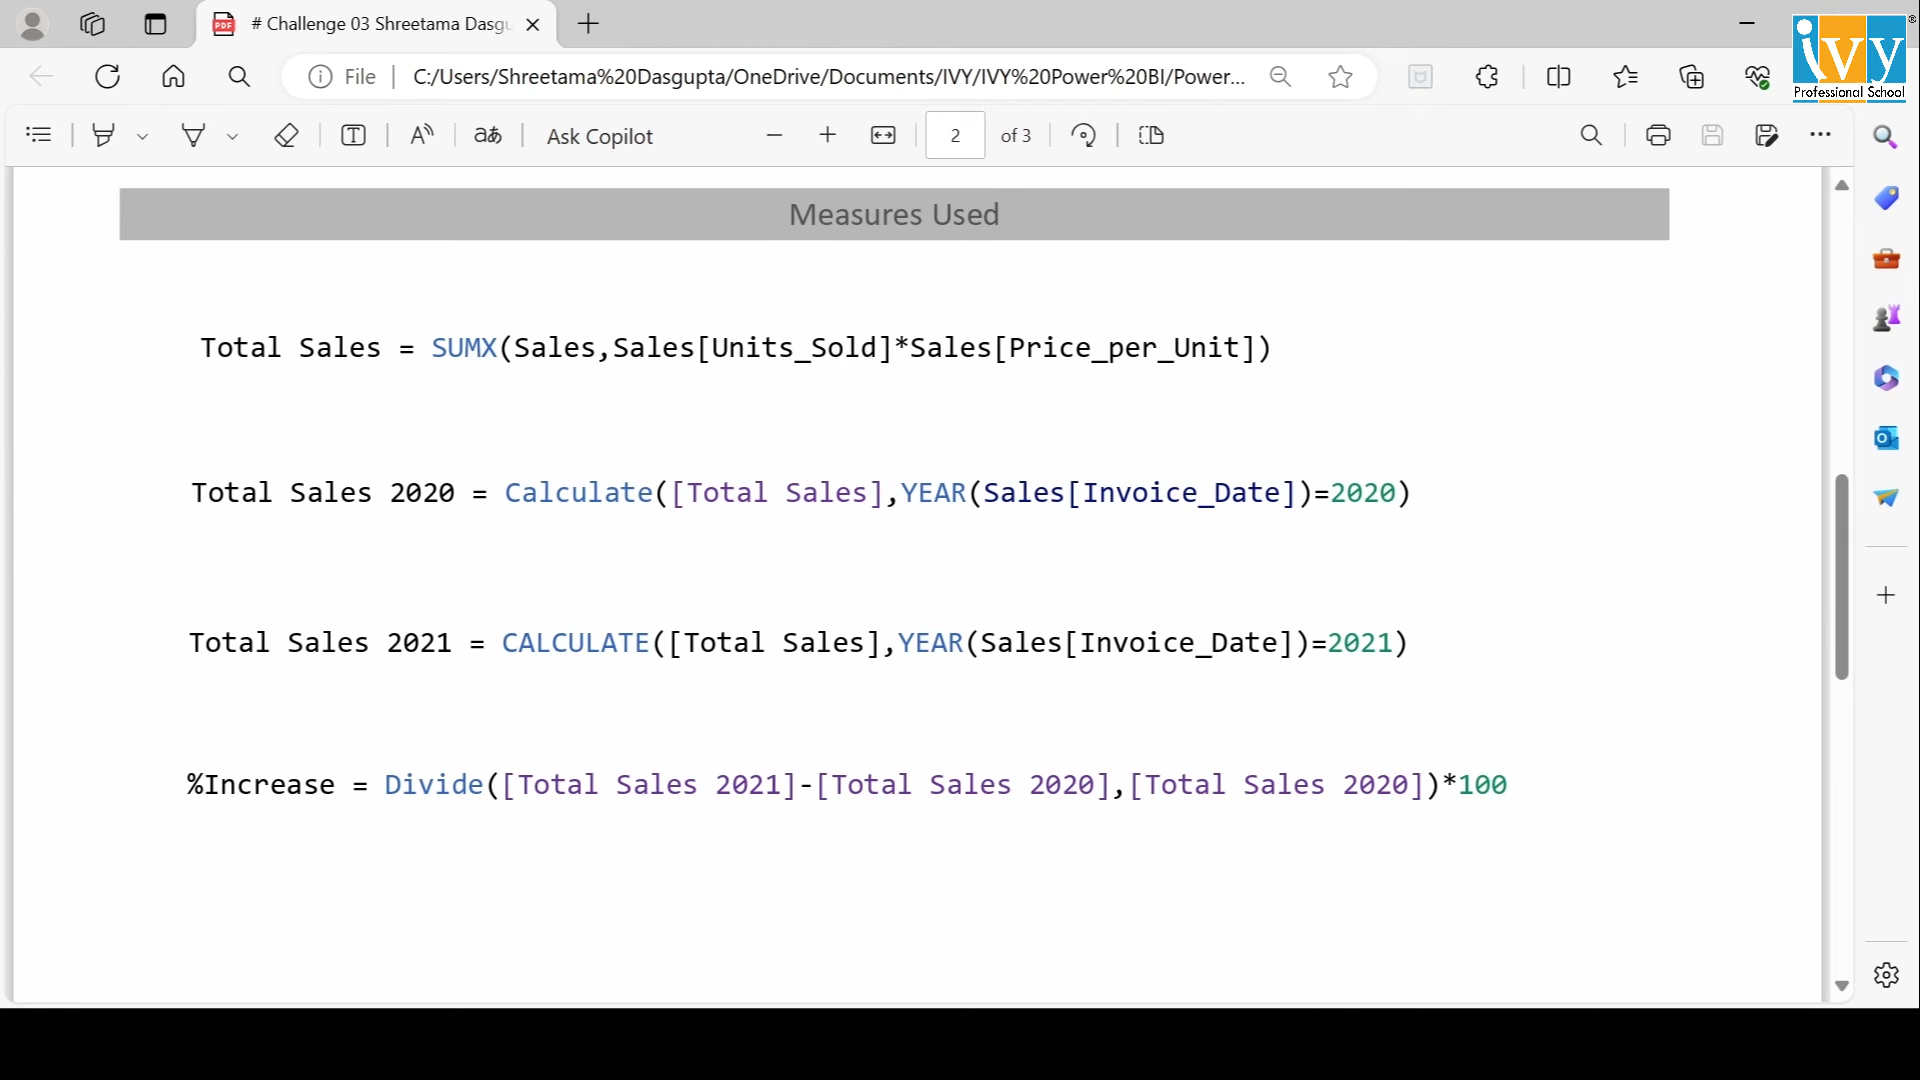 # Challenge 03 Shreetama Dasgu
ivy
®
Professional School
File
C:/Users/Shreetama%20Dasgupta/OneDrive/Documents/IVY/IVY%20Power%20BI/Power...
Ask Copilot
2 of 3
Measures Used
Total Sales = SUMX(Sales,Sales[Units_Sold]*Sales[Price_per_Unit])
Total Sales 2020 = Calculate([Total Sales],YEAR(Sales[Invoice_Date])=2020)
Total Sales 2021 = CALCULATE([Total Sales],YEAR(Sales[Invoice_Date])=2021)
%Increase = Divide([Total Sales 2021]-[Total Sales 2020],[Total Sales 2020])*100